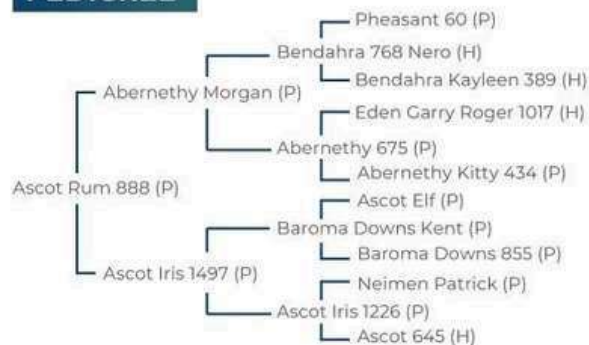 Pheasant 60 (P)
Bendahra 768 Nero (H)
Bendahra Kayleen 389 (H)
Abernethy Morgan (P)
Eden Garry Roger 1017 (H)
Abernethy 675 (P)
Abernethy Kitty 434 (P)
Ascot Rum 888 (P)
Ascot Elf (P)
Baroma Downs Kent (P)
Baroma Downs 855 (P)
Ascot Iris 1497 (P)
Neimen Patrick (P)
Ascot Iris 1226 (P)
Ascot 645 (H)